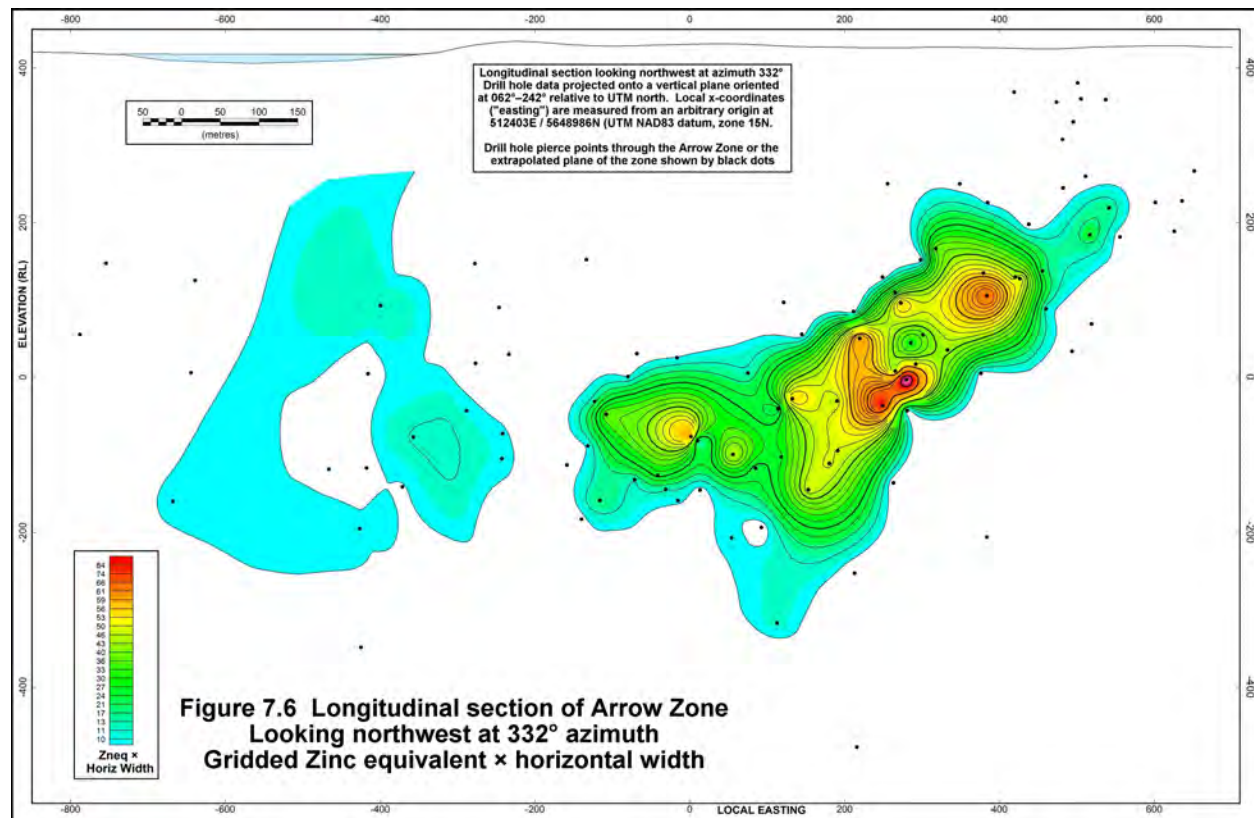 -800 -600 -400 -200 0 200 400 600
400 400
Longitudinal section looking northwest at azimuth 332°
Drill hole data projected onto a vertical plane oriented
at 062°–242° relative to UTM north. Local x-coordinates
("easting") are measured from an arbitrary origin at
512403E / 5648986N (UTM NAD83 datum, zone 15N.
Drill hole pierce points through the Arrow Zone or the
extrapolated plane of the zone shown by black dots
50 0 50 100 150
(metres)
200 200
ELEVATION (RL)
0 0
-200 -200
84
74
66
61
59
56
53
50
46
43
40
36
33
30
27
24
21
17
13
11
10
Zneq ×
Horiz Width
-400 -400
Figure 7.6 Longitudinal section of Arrow Zone
Looking northwest at 332° azimuth
Gridded Zinc equivalent × horizontal width
-800 -600 -400 -200 0 LOCAL EASTING 200 400 600